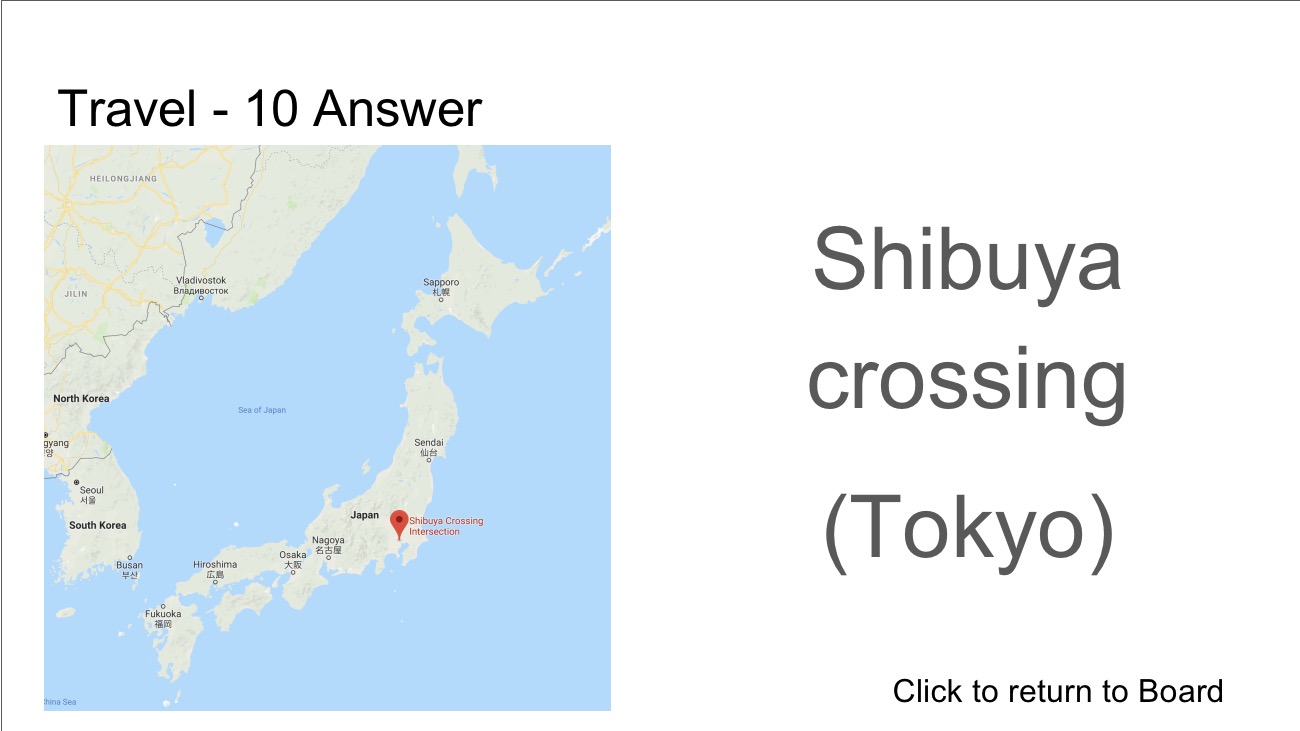 Travel - 10 Answer
HEILONGJIANG
Vladivostok
Владивосток
JILIN
Sapporo
札幌
North Korea
Sea of Japan
gyang
양
Sendai
仙台
Seoul
서울
South Korea
Japan
Shibuya Crossing
Intersection
Nagoya
名古屋
Osaka
大阪
Busan
부산
Hiroshima
広島
Fukuoka
福岡
China Sea
Shibuya
crossing
(Tokyo)
Click to return to Board